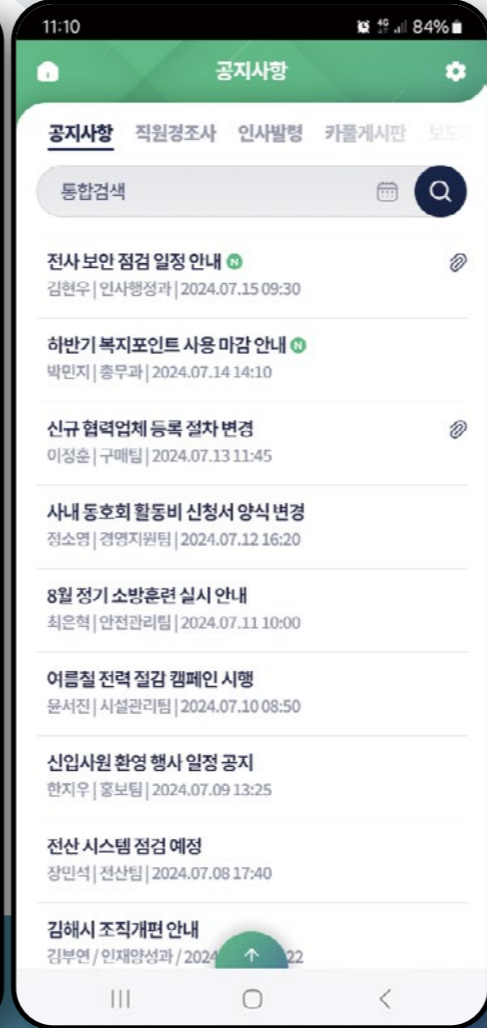 11:10 4G 84%
공지사항
공지사항 직원경조사 인사발령 카풀게시판 보도
통합검색
전사 보안 점검 일정 안내 N
김현우 | 인사행정과 | 2024.07.15 09:30
하반기 복지포인트 사용 마감 안내 N
박민지 | 총무과 | 2024.07.14 14:10
신규 협력업체 등록 절차 변경
이정훈 | 구매팀 | 2024.07.13 11:45
사내 동호회 활동비 신청서 양식 변경
정소영 | 경영지원팀 | 2024.07.12 16:20
8월 정기 소방훈련 실시 안내
최은혁 | 안전관리팀 | 2024.07.11 10:00
여름철 전력 절감 캠페인 시행
윤서진 | 시설관리팀 | 2024.07.10 08:50
신입사원 환영 행사 일정 공지
한지우 | 홍보팀 | 2024.07.09 13:25
전산 시스템 점검 예정
장민석 | 전산팀 | 2024.07.08 17:40
김해시 조직개편 안내
김부연 / 인재양성과 / 2024 22